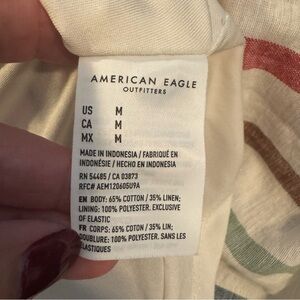 AMERICAN EAGLE
OUTFITTERS
US M
CA M
MX M
MADE IN INDONESIA / FABRIQUÉ EN
INDONÉSIE / HECHO EN INDONESIA
RN 54485 / CA 03873
RFC# AEM120605U9A
EN BODY: 65% COTTON / 35% LINEN;
LINING: 100% POLYESTER. EXCLUSIVE
OF ELASTIC
FR CORPS: 65% COTON / 35% LIN;
DOUBLURE: 100% POLYESTER. SANS LES
ÉLASTIQUES